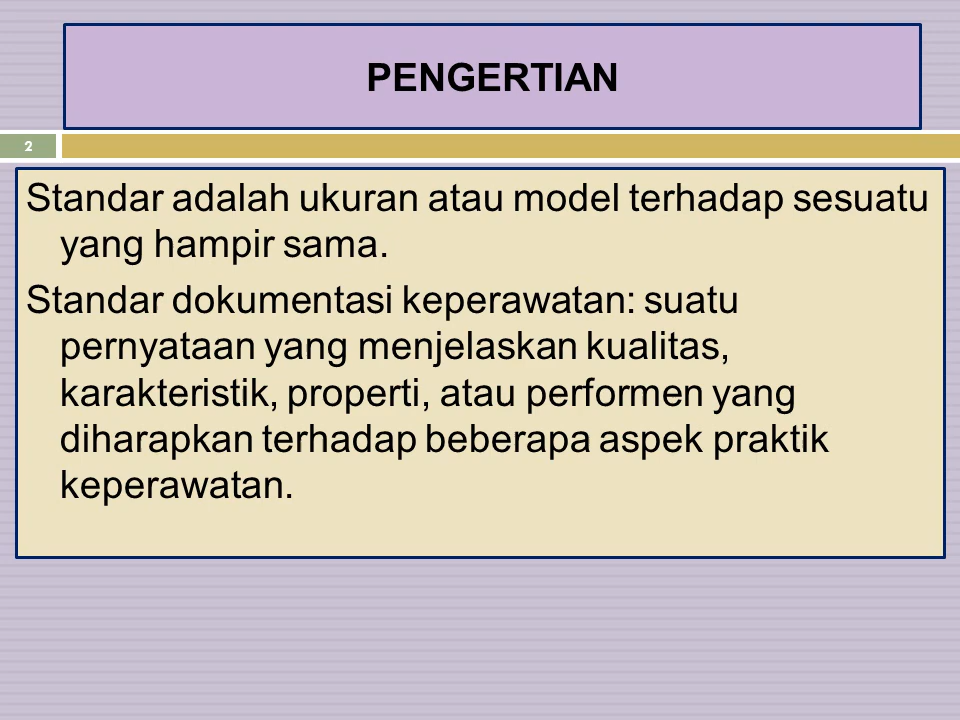 PENGERTIAN
2
Standar adalah ukuran atau model terhadap sesuatu
yang hampir sama.
Standar dokumentasi keperawatan: suatu
pernyataan yang menjelaskan kualitas,
karakteristik, properti, atau performen yang
diharapkan terhadap beberapa aspek praktik
keperawatan.